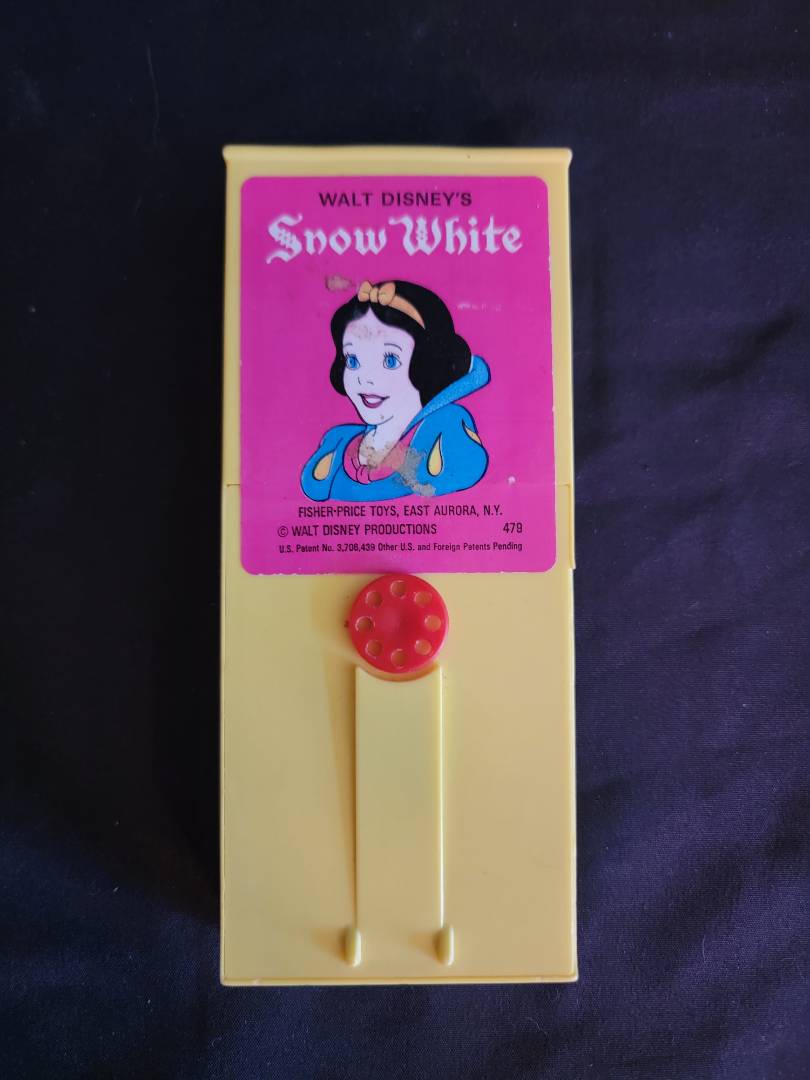 WALT DISNEY'S
Snow White
FISHER-PRICE TOYS, EAST AURORA, N.Y.
© WALT DISNEY PRODUCTIONS 479
U.S. Patent No. 3,706,439 Other U.S. and Foreign Patents Pending